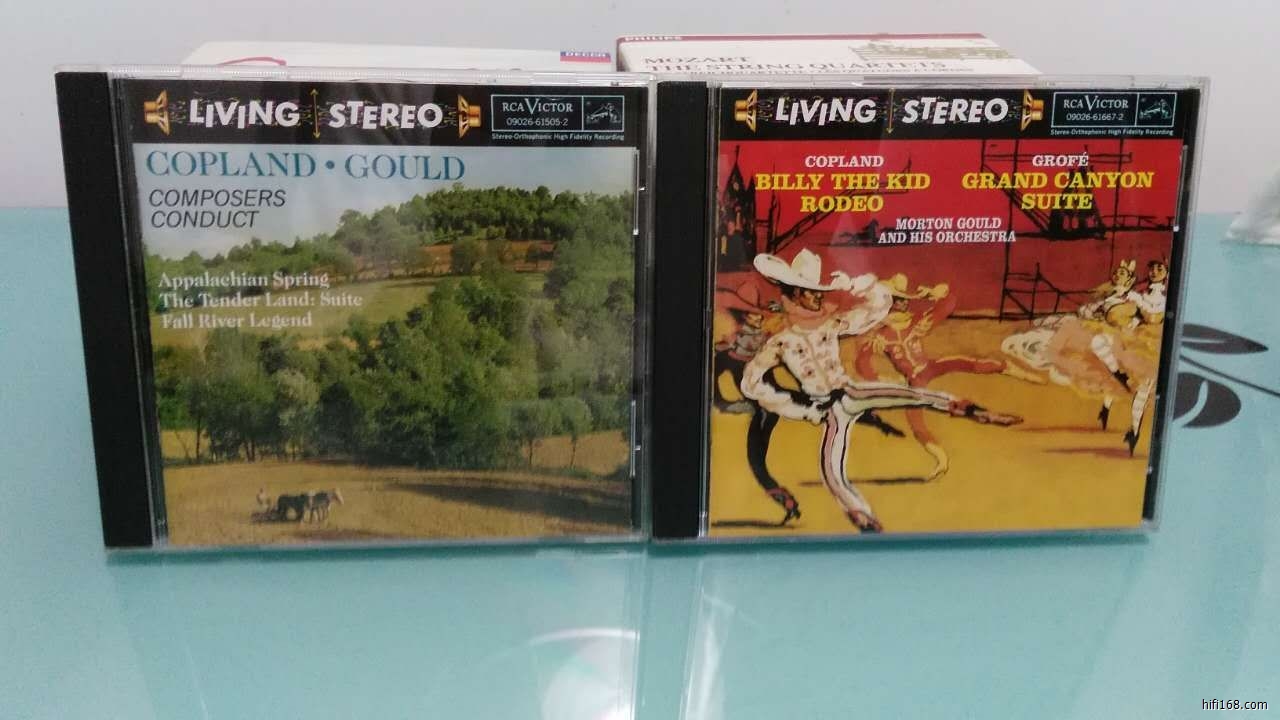 DECCA
PHILIPS
MOZART
THE STRING QUARTETS
LIVING STEREO
RCA VICTOR
09026-61505-2
Stereo-Orthophonic High Fidelity Recording
COPLAND • GOULD
COMPOSERS
CONDUCT
Appalachian Spring
The Tender Land: Suite
Fall River Legend
LIVING STEREO
RCA VICTOR
09026-61667-2
Stereo-Orthophonic High Fidelity Recording
COPLAND
BILLY THE KID
RODEO
GROFÉ
GRAND CANYON
SUITE
MORTON GOULD
AND HIS ORCHESTRA
hifi168.com